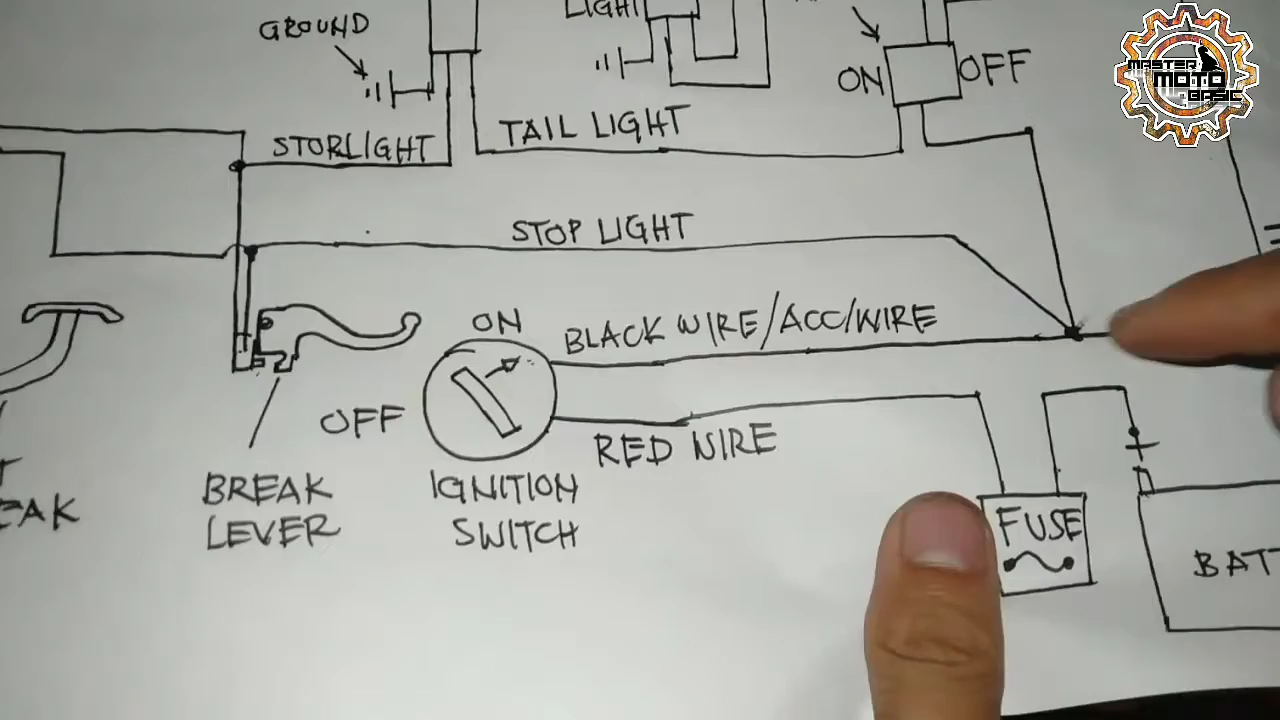 GROUND
LIGHT
ON
OFF
MASTER
MOTO
BASIC
STORLIGHT
TAIL LIGHT
STOP LIGHT
ON
BLACK WIRE/ACC/WIRE
OFF
RED WIRE
BREAK
LEVER
IGNITION
SWITCH
FUSE